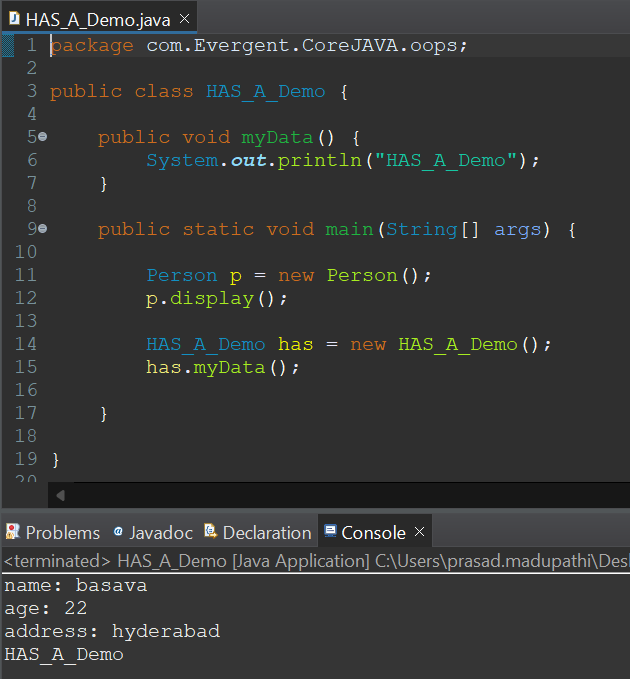 HAS_A_Demo.java
1 package com.Evergent.CoreJAVA.oops;
2
3 public class HAS_A_Demo {
4
5 public void myData() {
6 System.out.println("HAS_A_Demo");
7 }
8
9 public static void main(String[] args) {
10
11 Person p = new Person();
12 p.display();
13
14 HAS_A_Demo has = new HAS_A_Demo();
15 has.myData();
16
17 }
18
19 }
20
Problems Javadoc Declaration Console
<terminated> HAS_A_Demo [Java Application] C:\Users\prasad.madupathi\Des
name: basava
age: 22
address: hyderabad
HAS_A_Demo